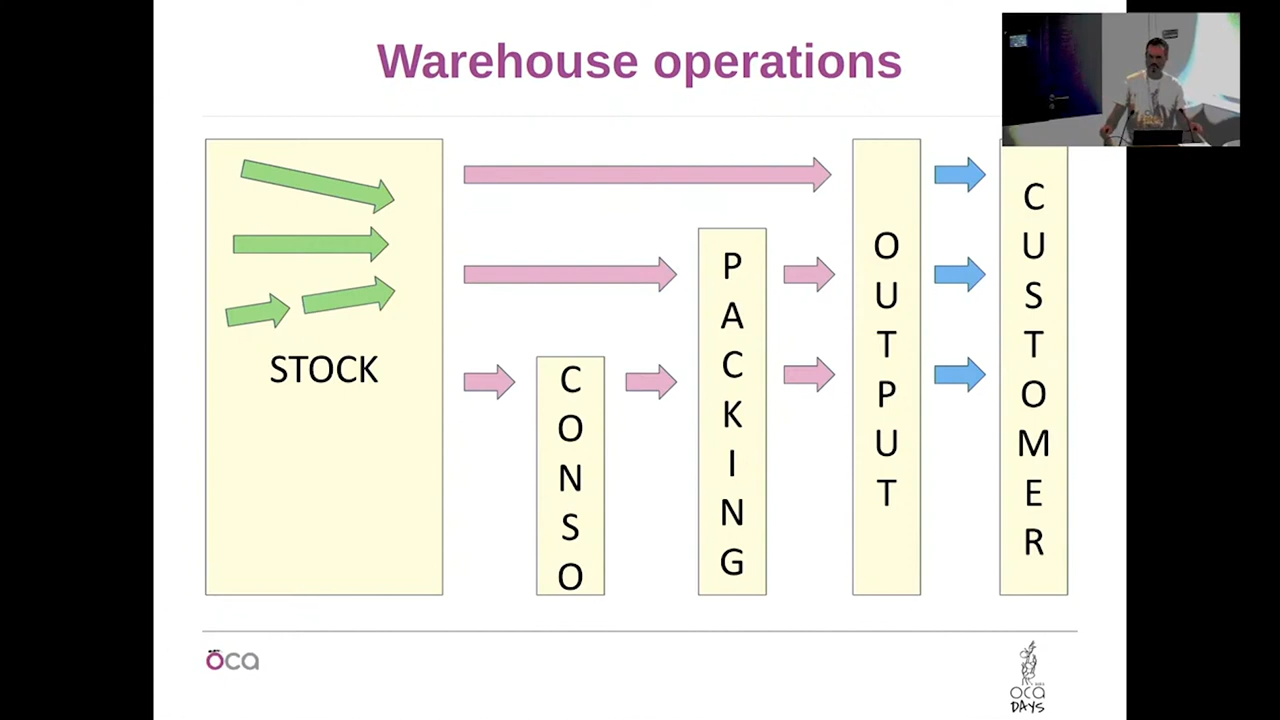 Warehouse operations
STOCK
CONSO
PACKING
OUTPUT
CUSTOMER
oca
oca
DAYS